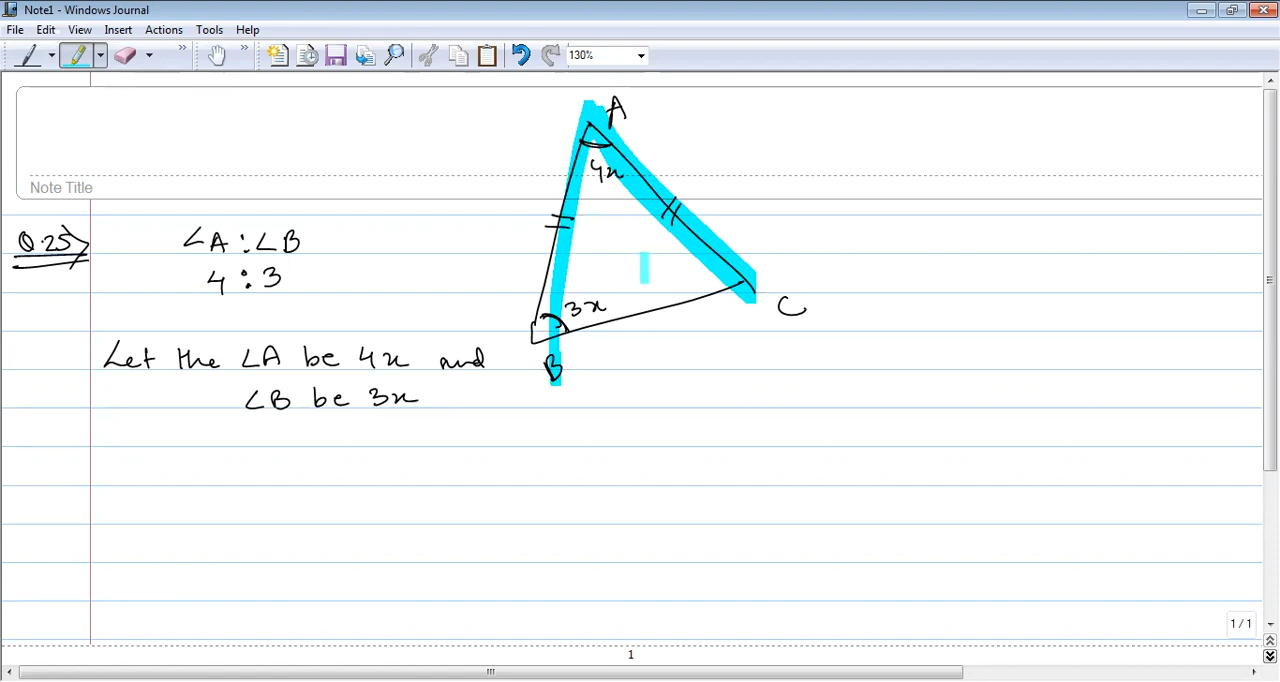 Note1 - Windows Journal
File Edit View Insert Actions Tools Help
130%
Note Title
A
4x
Q.25
∠A : ∠B
4 : 3
3x
C
B
Let the ∠A be 4x and
∠B be 3x
1 / 1
1